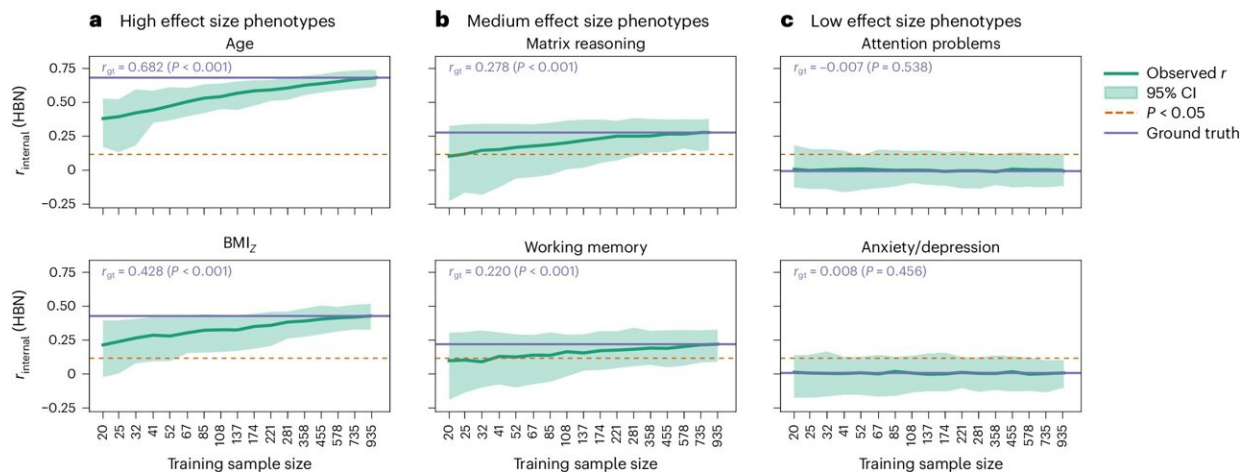 a High effect size phenotypes
Age
r_internal (HBN)
0.75
0.50
0.25
0
−0.25
r_gt = 0.682 (P < 0.001)
BMI_Z
r_internal (HBN)
0.75
0.50
0.25
0
−0.25
r_gt = 0.428 (P < 0.001)
20 25 32 41 52 67 85 108 137 174 221 281 358 455 578 735 935
Training sample size
b Medium effect size phenotypes
Matrix reasoning
r_gt = 0.278 (P < 0.001)
Working memory
r_gt = 0.220 (P < 0.001)
20 25 32 41 52 67 85 108 137 174 221 281 358 455 578 735 935
Training sample size
c Low effect size phenotypes
Attention problems
r_gt = −0.007 (P = 0.538)
Anxiety/depression
r_gt = 0.008 (P = 0.456)
20 25 32 41 52 67 85 108 137 174 221 281 358 455 578 735 935
Training sample size
Observed r
95% CI
P < 0.05
Ground truth